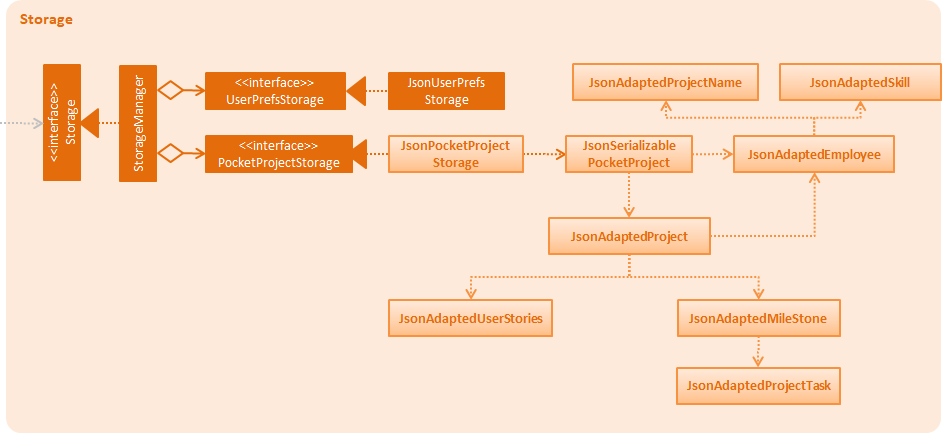 Storage
<<interface>>
Storage
StorageManager
<<interface>>
UserPrefsStorage
JsonUserPrefs
Storage
<<interface>>
PocketProjectStorage
JsonPocketProject
Storage
JsonSerializable
PocketProject
JsonAdaptedProjectName
JsonAdaptedSkill
JsonAdaptedEmployee
JsonAdaptedProject
JsonAdaptedUserStories
JsonAdaptedMileStone
JsonAdaptedProjectTask